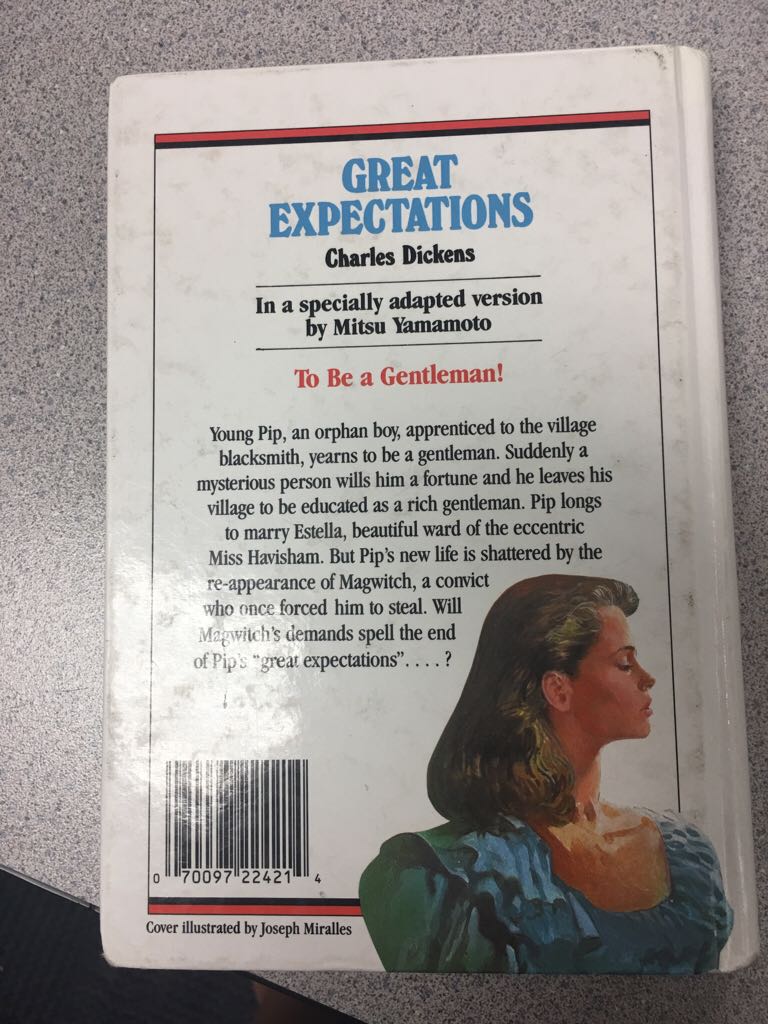 GREAT
EXPECTATIONS
Charles Dickens
In a specially adapted version
by Mitsu Yamamoto
To Be a Gentleman!
Young Pip, an orphan boy, apprenticed to the village
blacksmith, yearns to be a gentleman. Suddenly a
mysterious person wills him a fortune and he leaves his
village to be educated as a rich gentleman. Pip longs
to marry Estella, beautiful ward of the eccentric
Miss Havisham. But Pip's new life is shattered by the
re-appearance of Magwitch, a convict
who once forced him to steal. Will
Magwitch's demands spell the end
of Pip's "great expectations". . . . ?
0 70097 22421 4
Cover illustrated by Joseph Miralles